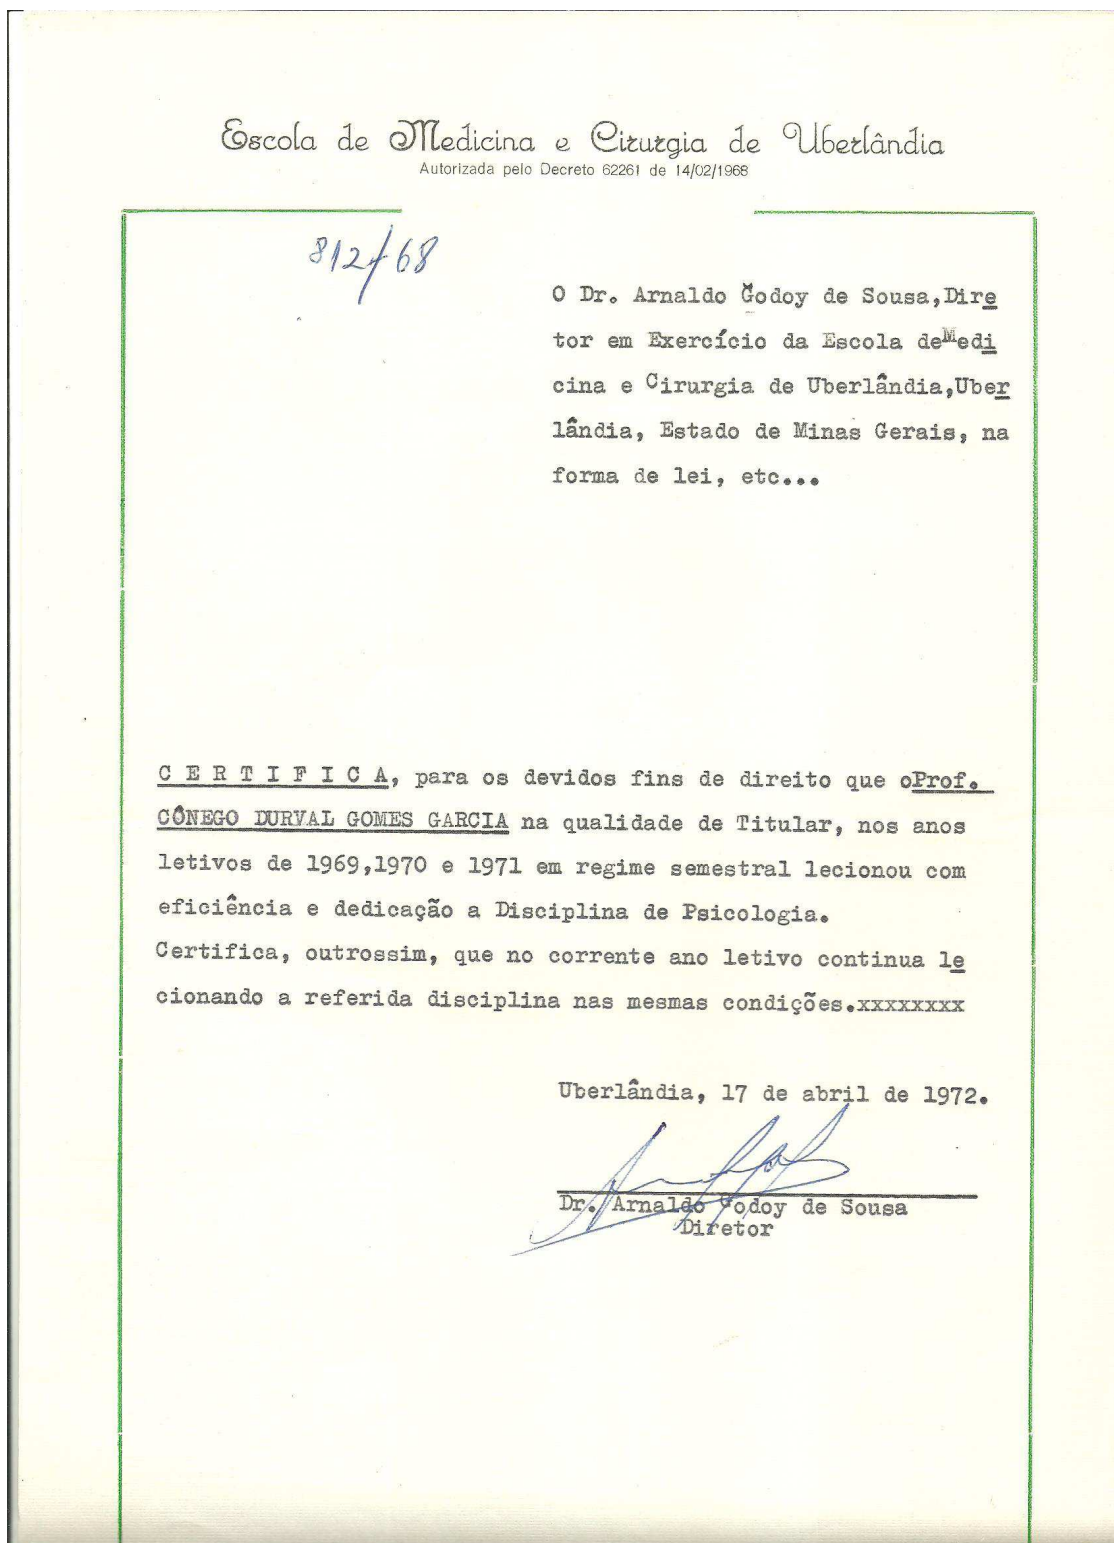 Escola de Medicina e Cirurgia de Uberlândia
Autorizada pelo Decreto 62261 de 14/02/1968
812/68
O Dr. Arnaldo Godoy de Sousa,Dire
tor em Exercício da Escola deMedi
cina e Cirurgia de Uberlândia,Uber
lândia, Estado de Minas Gerais, na
forma de lei, etc...
C E R T I F I C A, para os devidos fins de direito que oProf.
CÔNEGO DURVAL GOMES GARCIA na qualidade de Titular, nos anos
letivos de 1969,1970 e 1971 em regime semestral lecionou com
eficiência e dedicação a Disciplina de Psicologia.
Certifica, outrossim, que no corrente ano letivo continua le
cionando a referida disciplina nas mesmas condições.xxxxxxxx
Uberlândia, 17 de abril de 1972.
Dr. Arnaldo Godoy de Sousa
Diretor